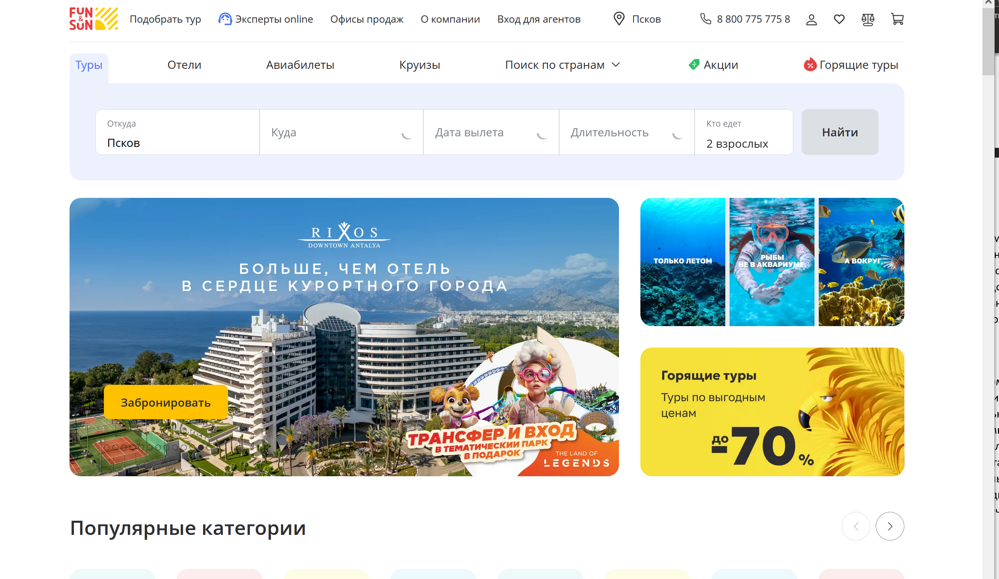 FUN
&
SUN
Подобрать тур
Эксперты online
Офисы продаж
О компании
Вход для агентов
Псков
8 800 775 775 8
Туры
Отели
Авиабилеты
Круизы
Поиск по странам
Акции
Горящие туры
Откуда
Псков
Куда
Дата вылета
Длительность
Кто едет
2 взрослых
Найти
RIXOS
DOWNTOWN ANTALYA
БОЛЬШЕ, ЧЕМ ОТЕЛЬ
В СЕРДЦЕ КУРОРТНОГО ГОРОДА
Забронировать
ТРАНСФЕР И ВХОД
В ТЕМАТИЧЕСКИЙ ПАРК
В ПОДАРОК
THE LAND OF
LEGENDS
ТОЛЬКО ЛЕТОМ
РЫБЫ
НЕ В АКВАРИУМЕ,
А ВОКРУГ
Горящие туры
Туры по выгодным
ценам
до
-70%
Популярные категории